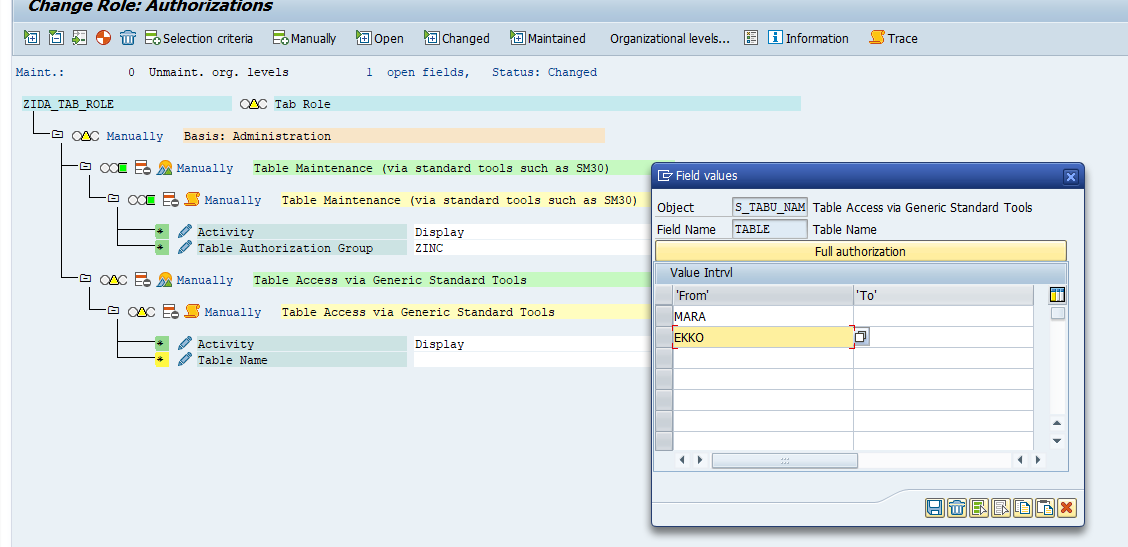 Change Role: Authorizations
Selection criteria Manually Open Changed Maintained Organizational levels... Information Trace
Maint.: 0 Unmaint. org. levels 1 open fields, Status: Changed
ZIDA_TAB_ROLE Tab Role
Manually Basis: Administration
Manually Table Maintenance (via standard tools such as SM30)
Manually Table Maintenance (via standard tools such as SM30)
* Activity Display
* Table Authorization Group ZINC
Manually Table Access via Generic Standard Tools
Manually Table Access via Generic Standard Tools
* Activity Display
* Table Name
Field values
Object S_TABU_NAM Table Access via Generic Standard Tools
Field Name TABLE Table Name
Full authorization
Value Intrvl
'From' 'To'
MARA
EKKO